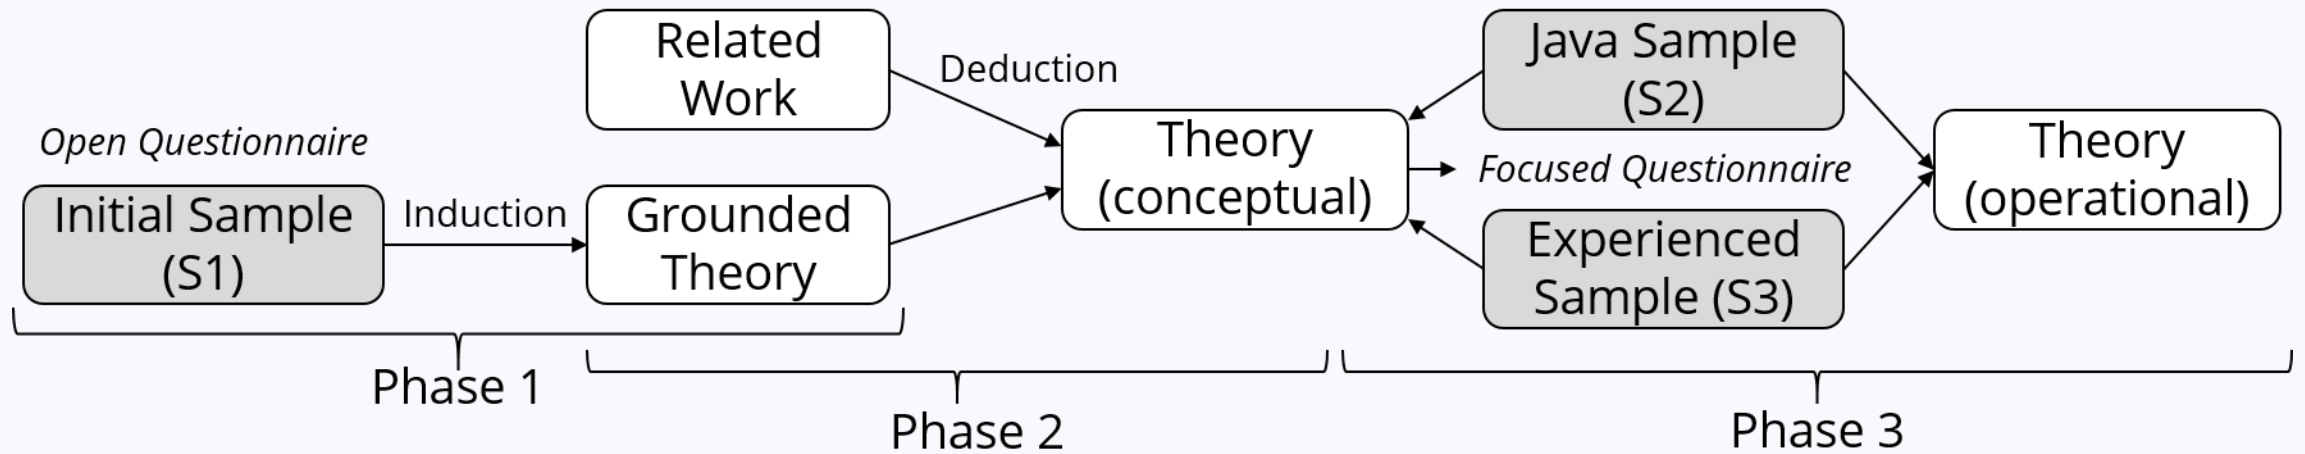 Open Questionnaire
Initial Sample
(S1)
Induction
Related
Work
Grounded
Theory
Deduction
Theory
(conceptual)
Java Sample
(S2)
Focused Questionnaire
Experienced
Sample (S3)
Theory
(operational)
Phase 1
Phase 2
Phase 3